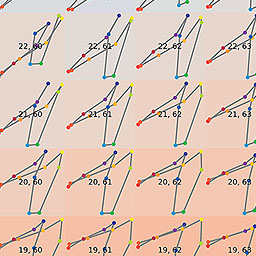 22, 60 22, 61 22, 62 22, 63
21, 60 21, 61 21, 62 21, 63
20, 60 20, 61 20, 62 20, 63
19, 60 19, 61 19, 62 19, 63